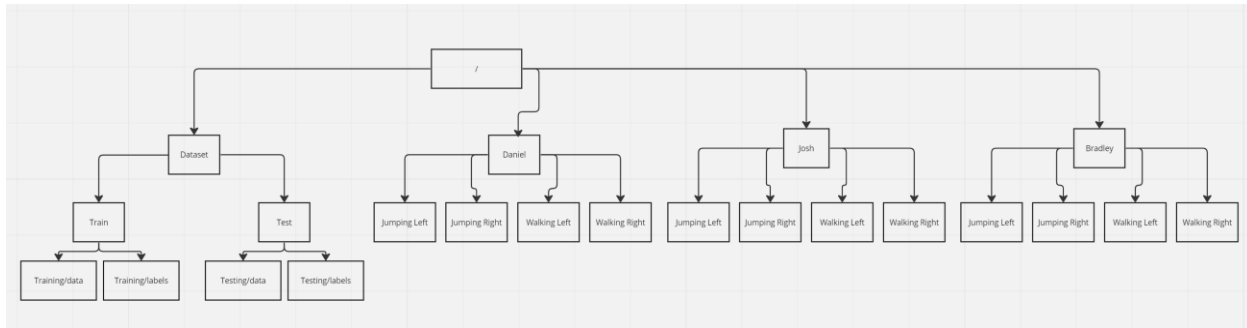 /
Dataset
Daniel
Josh
Bradley
Train
Test
Jumping Left
Jumping Right
Walking Left
Walking Right
Jumping Left
Jumping Right
Walking Left
Walking Right
Jumping Left
Jumping Right
Walking Left
Walking Right
Training/data
Training/labels
Testing/data
Testing/labels